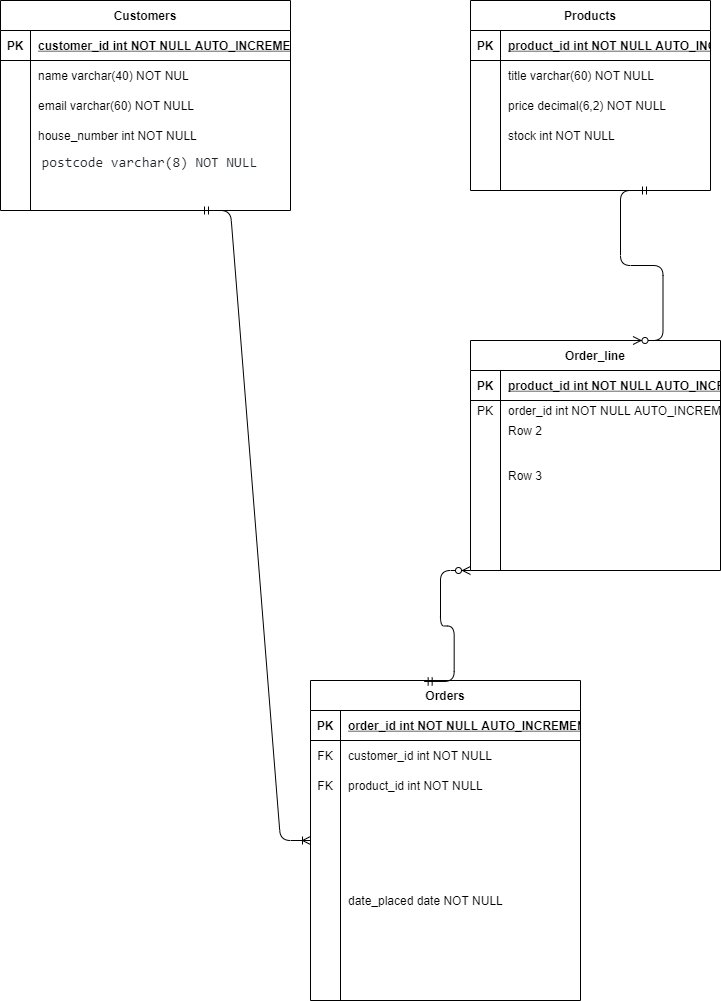 Customers
PK customer_id int NOT NULL AUTO_INCREME
name varchar(40) NOT NUL
email varchar(60) NOT NULL
house_number int NOT NULL
postcode varchar(8) NOT NULL
Products
PK product_id int NOT NULL AUTO_IN
title varchar(60) NOT NULL
price decimal(6,2) NOT NULL
stock int NOT NULL
Order_line
PK product_id int NOT NULL AUTO_INCR
PK order_id int NOT NULL AUTO_INCREM
Row 2
Row 3
Orders
PK order_id int NOT NULL AUTO_INCREMEN
FK customer_id int NOT NULL
FK product_id int NOT NULL
date_placed date NOT NULL